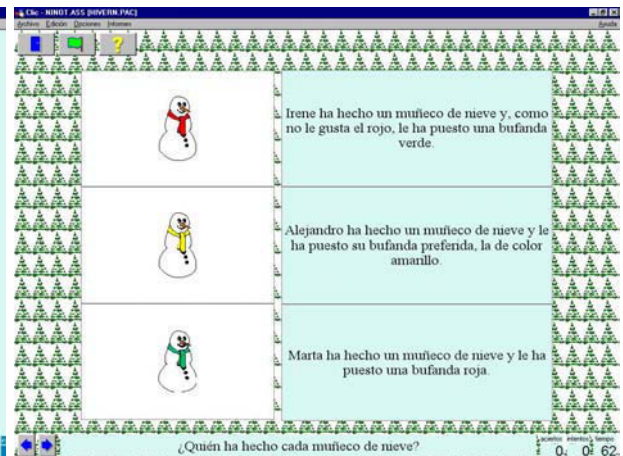 Clic - NINOT.ASS [HIVERN.PAC]
Archivo Edición Opciones Informes Ayuda
?
Irene ha hecho un muñeco de nieve y, como
no le gusta el rojo, le ha puesto una bufanda
verde.
Alejandro ha hecho un muñeco de nieve y le
ha puesto su bufanda preferida, la de color
amarillo.
Marta ha hecho un muñeco de nieve y le ha
puesto una bufanda roja.
¿Quién ha hecho cada muñeco de nieve?
aciertos intentos tiempo
0 0 62